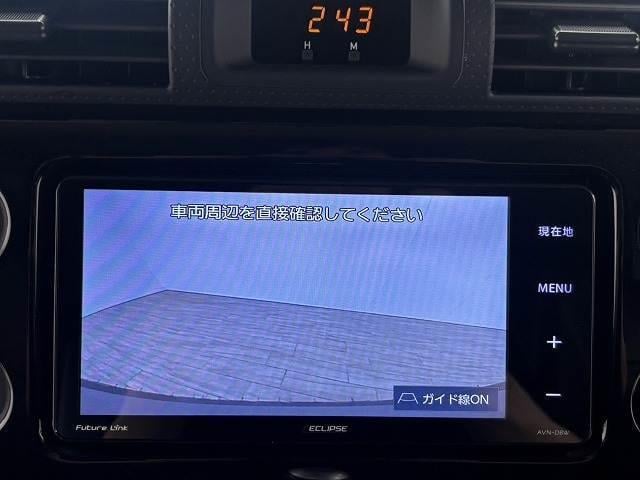 243
H M
車両周辺を直接確認してください
現在地
MENU
+
−
ガイド線ON
Future Link
ECLIPSE
AVN-D8W